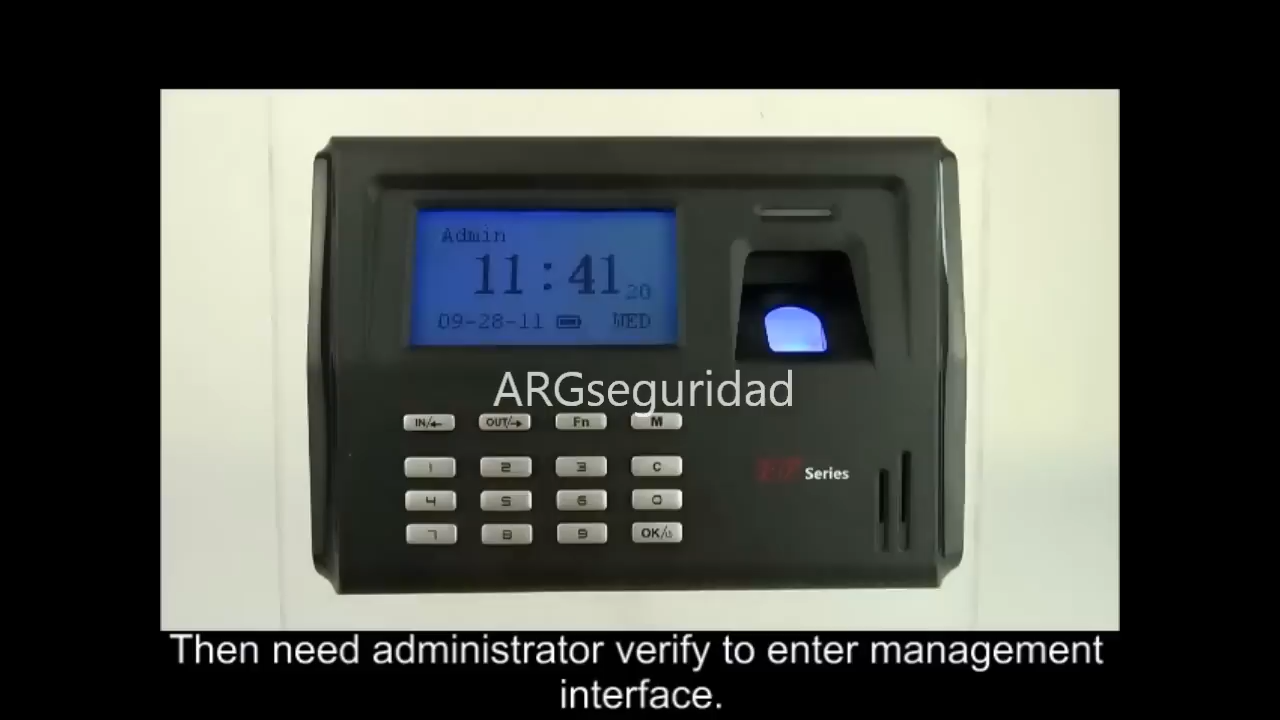 Admin
11:41 20
09-28-11 WED
ARGseguridad
IN/← OUT/→ Fn M
1 2 3 C
4 5 6 0
7 8 9 OK/
Series
Then need administrator verify to enter management
interface.